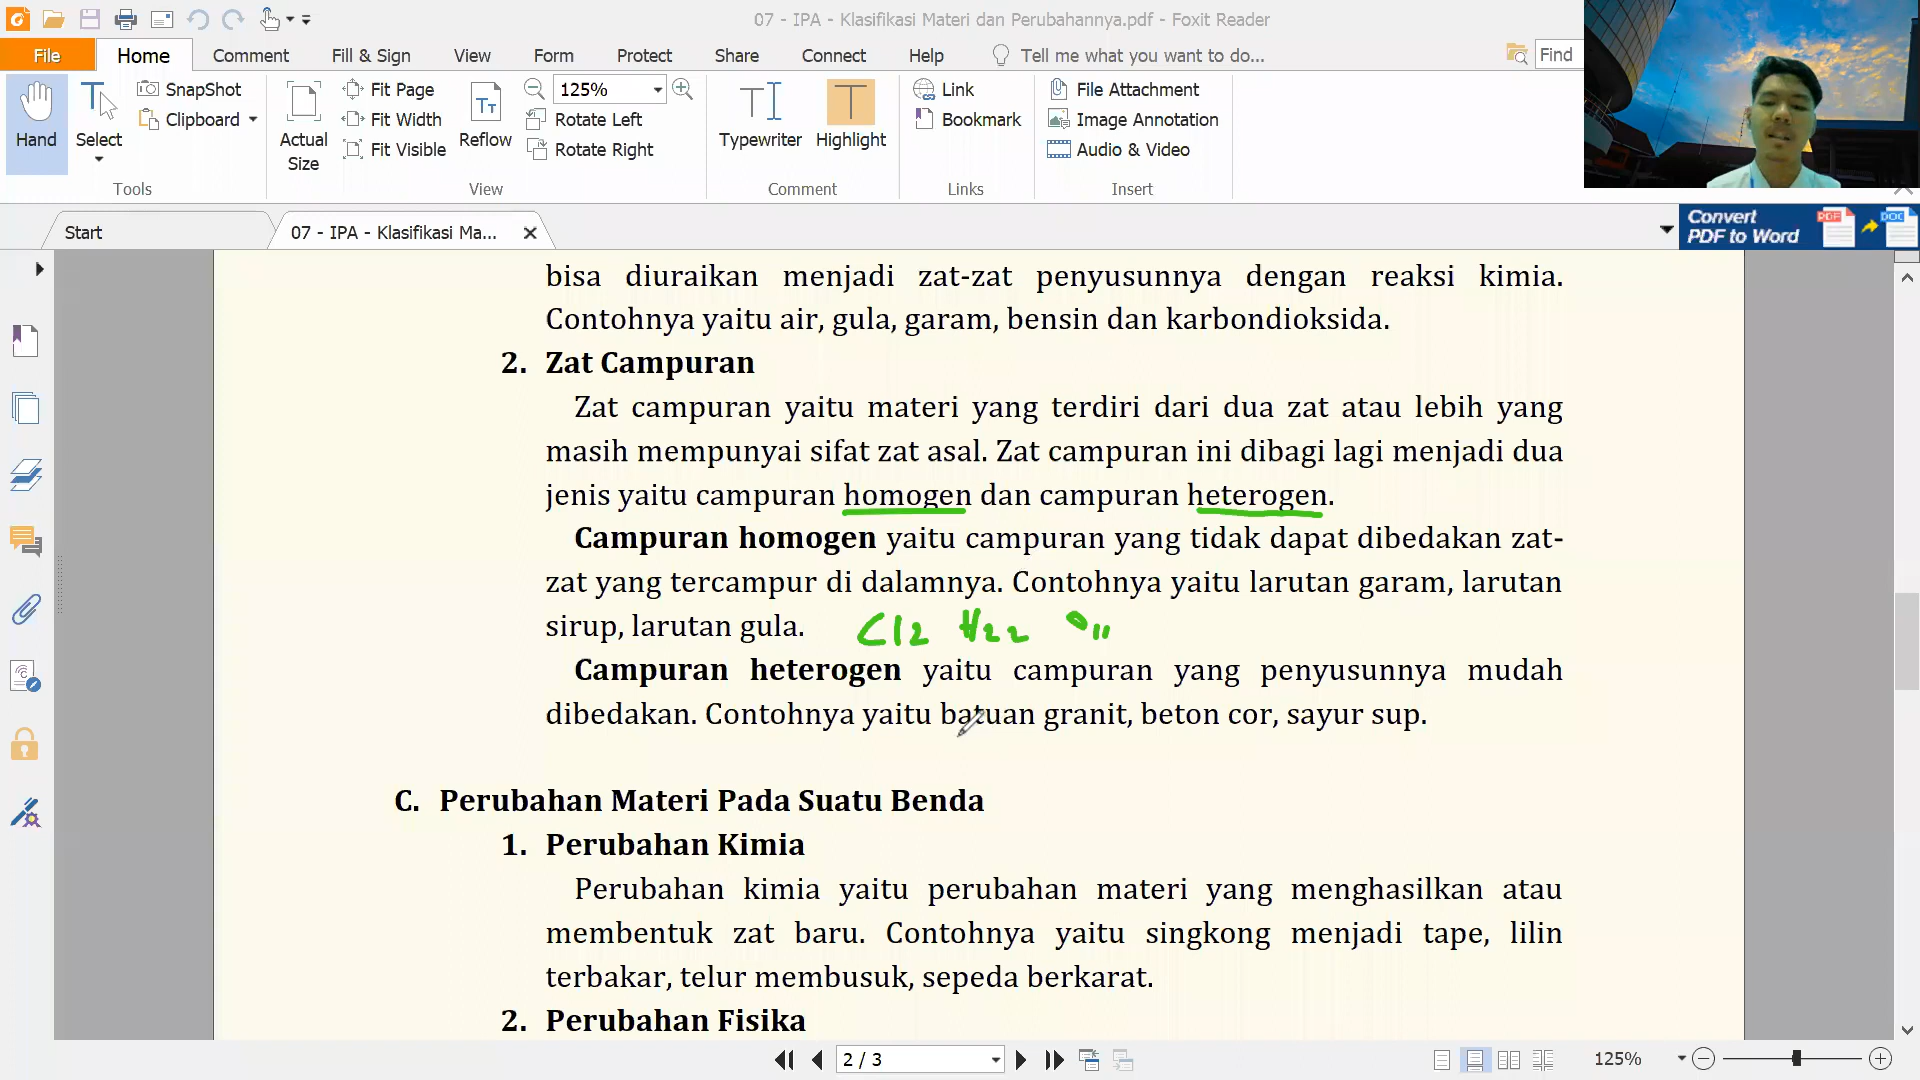 07 - IPA - Klasifikasi Materi dan Perubahannya.pdf - Foxit Reader
File Home Comment Fill & Sign View Form Protect Share Connect Help Tell me what you want to do... Find
Hand
Select
SnapShot
Clipboard
Tools
Actual Size
Fit Page
Fit Width
Fit Visible
Reflow
125%
Rotate Left
Rotate Right
View
Typewriter
Highlight
Comment
Link
Bookmark
Links
File Attachment
Image Annotation
Audio & Video
Insert
Start
07 - IPA - Klasifikasi Ma...
Convert
PDF to Word
PDF
DOC
bisa diuraikan menjadi zat-zat penyusunnya dengan reaksi kimia.
Contohnya yaitu air, gula, garam, bensin dan karbondioksida.
2. Zat Campuran
Zat campuran yaitu materi yang terdiri dari dua zat atau lebih yang
masih mempunyai sifat zat asal. Zat campuran ini dibagi lagi menjadi dua
jenis yaitu campuran homogen dan campuran heterogen.
Campuran homogen yaitu campuran yang tidak dapat dibedakan zat-
zat yang tercampur di dalamnya. Contohnya yaitu larutan garam, larutan
sirup, larutan gula. C12 H22 O11
Campuran heterogen yaitu campuran yang penyusunnya mudah
dibedakan. Contohnya yaitu batuan granit, beton cor, sayur sup.
C. Perubahan Materi Pada Suatu Benda
1. Perubahan Kimia
Perubahan kimia yaitu perubahan materi yang menghasilkan atau
membentuk zat baru. Contohnya yaitu singkong menjadi tape, lilin
terbakar, telur membusuk, sepeda berkarat.
2. Perubahan Fisika
2 / 3
125%